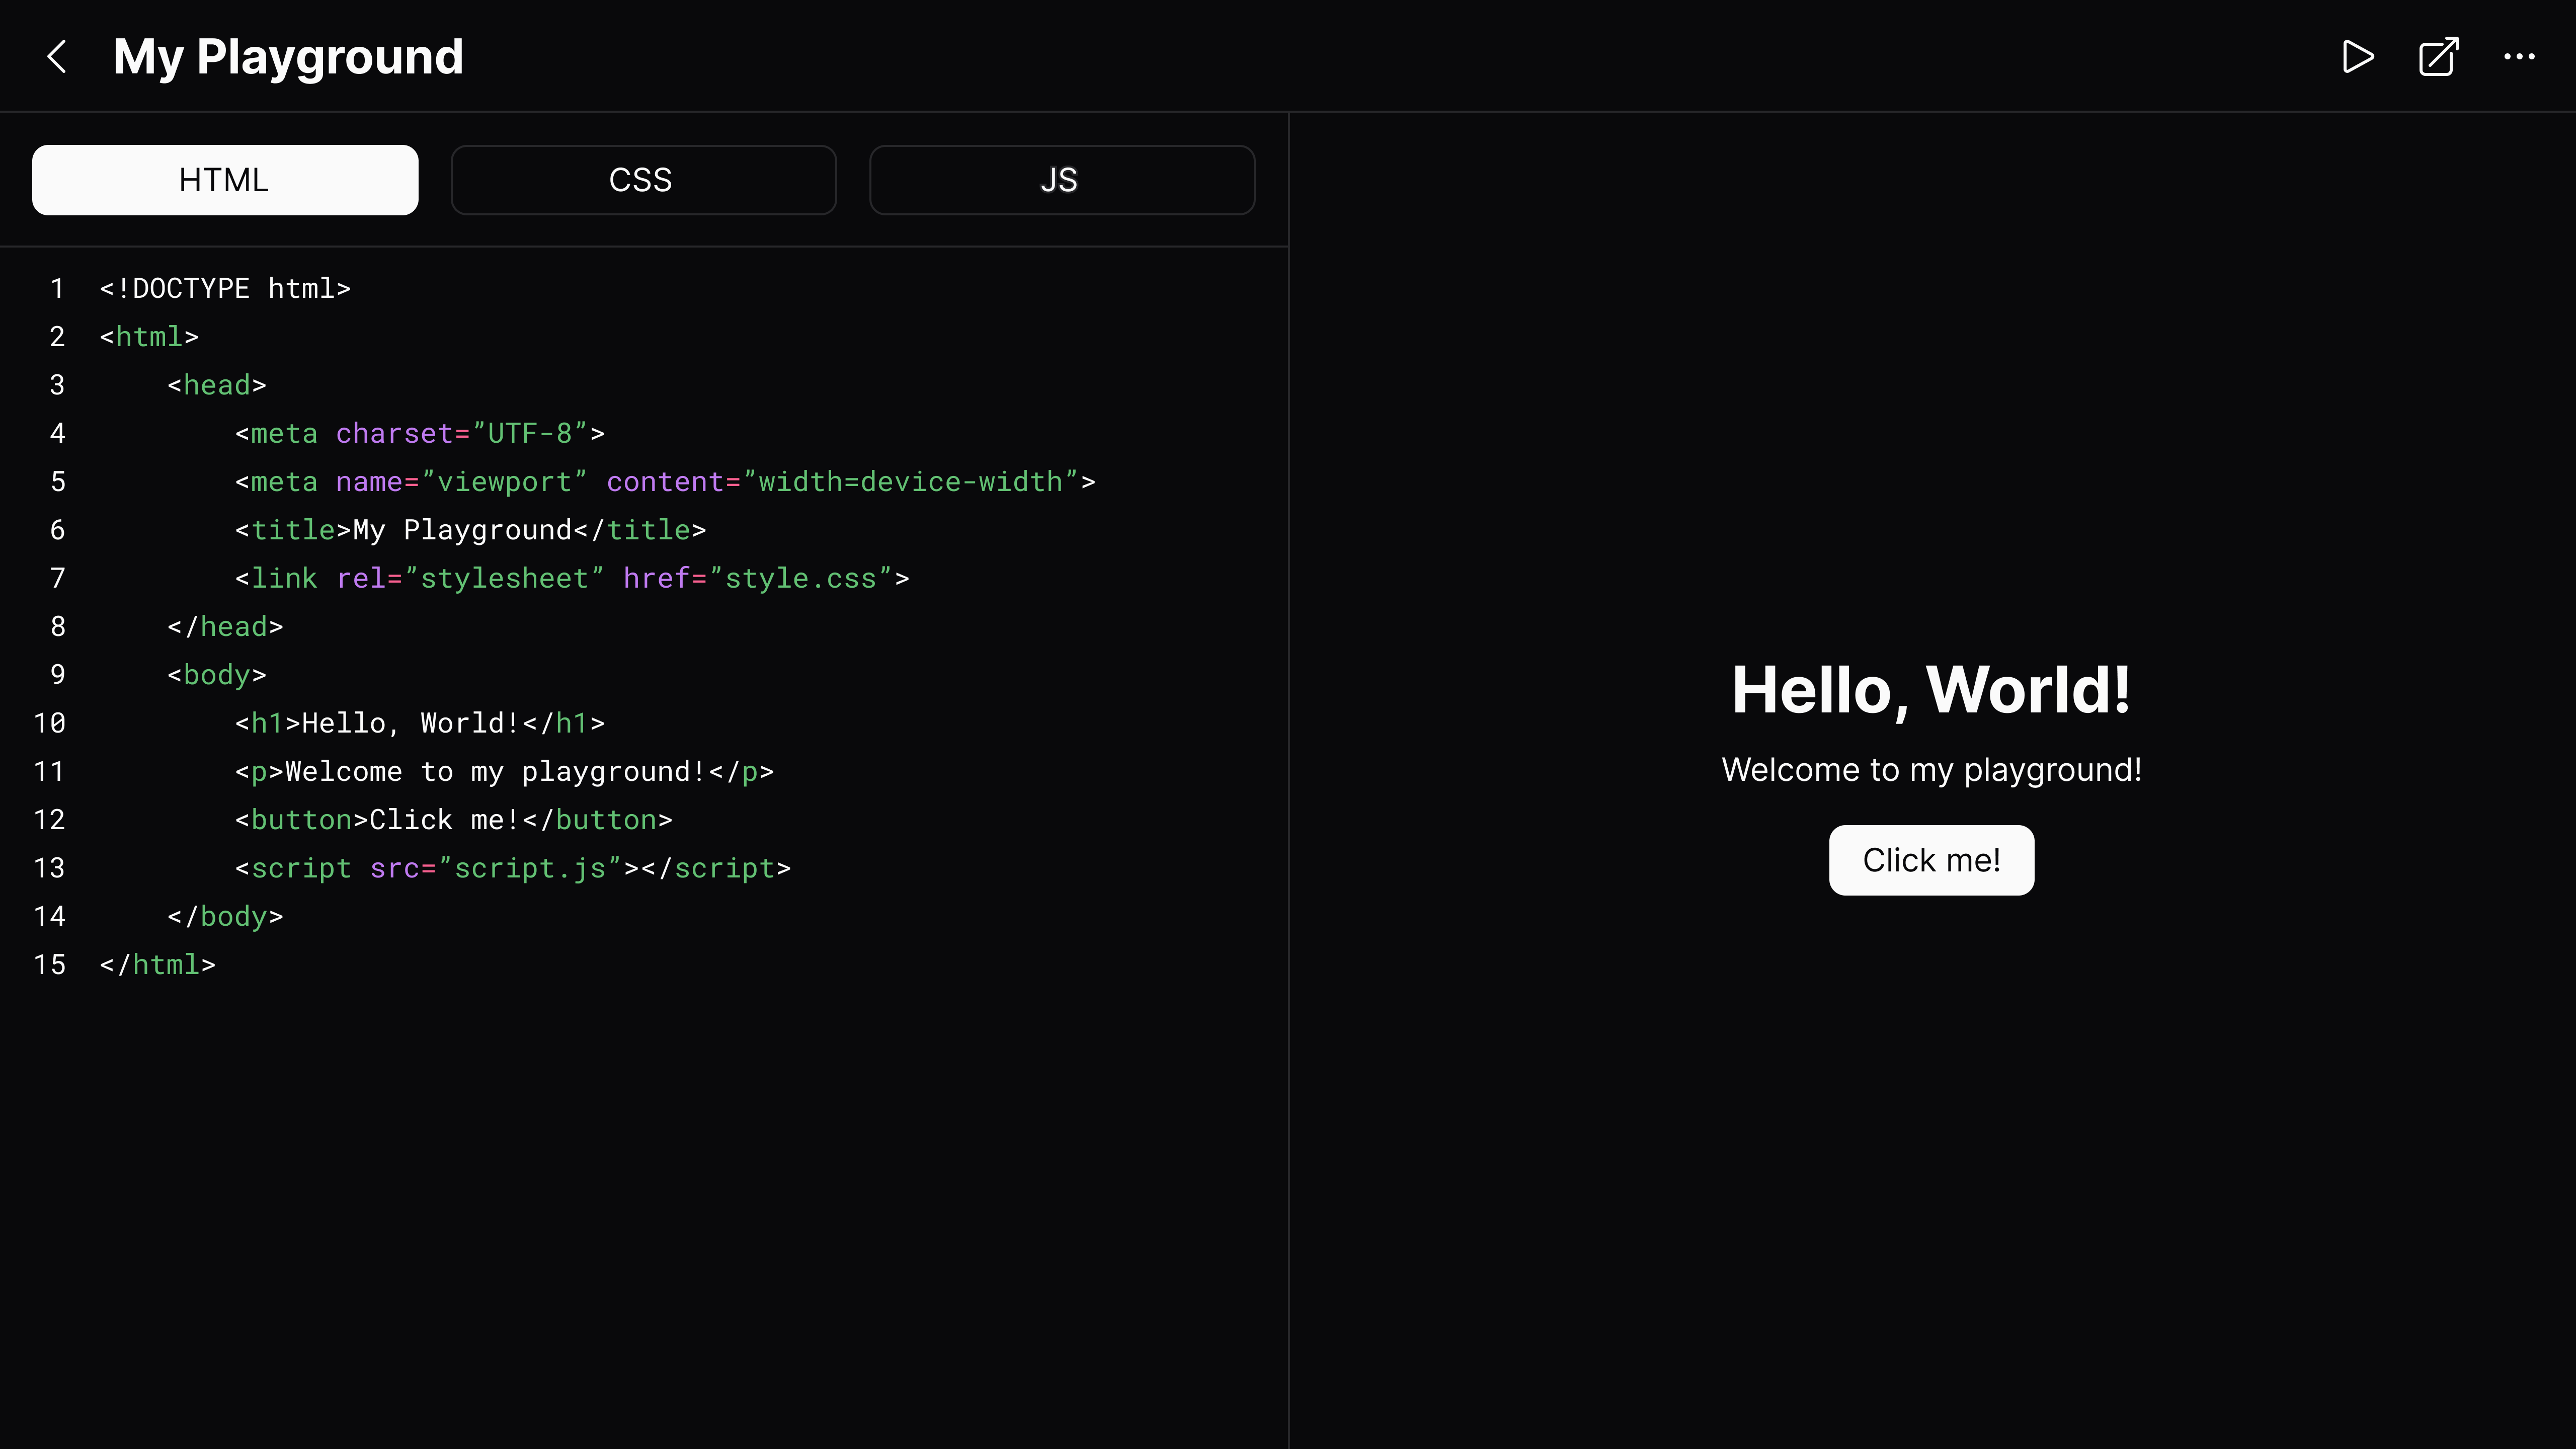 My Playground
HTML CSS JS
1 <!DOCTYPE html>
2 <html>
3 <head>
4 <meta charset=”UTF-8”>
5 <meta name=”viewport” content=”width=device-width”>
6 <title>My Playground</title>
7 <link rel=”stylesheet” href=”style.css”>
8 </head>
9 <body>
10 <h1>Hello, World!</h1>
11 <p>Welcome to my playground!</p>
12 <button>Click me!</button>
13 <script src=”script.js”></script>
14 </body>
15 </html>
Hello, World!
Welcome to my playground!
Click me!